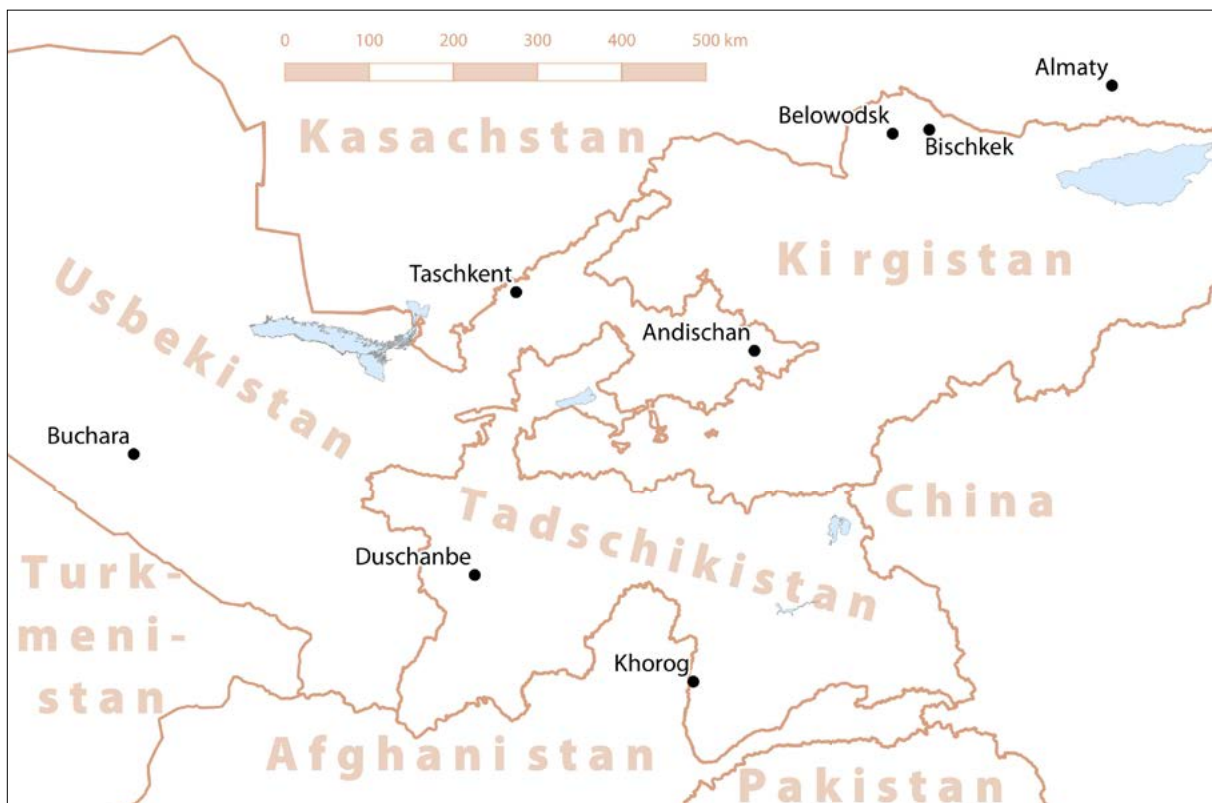 0 100 200 300 400 500 km
Almaty
Kasachstan
Belowodsk
Bischkek
Kirgistan
Taschkent
Usbekistan
Andischan
Buchara
China
Tadschikistan
Duschanbe
Turk-
meni-
stan
Khorog
Afghanistan
Pakistan